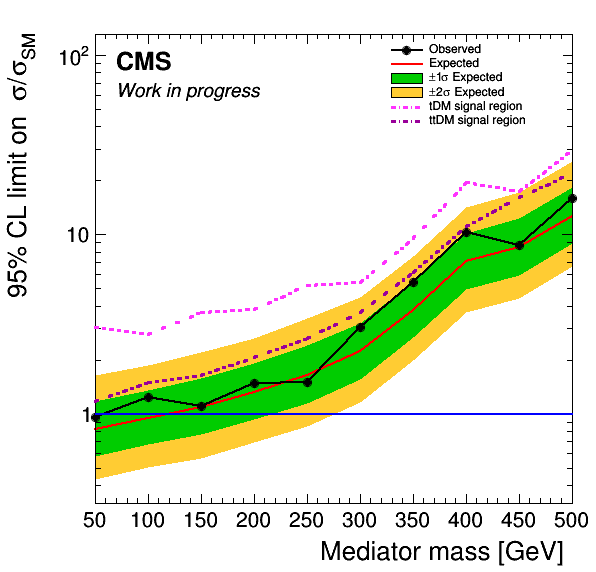 95% CL limit on σ/σSM
10²
10
1
CMS
Work in progress
Observed
Expected
±1σ Expected
±2σ Expected
tDM signal region
ttDM signal region
50 100 150 200 250 300 350 400 450 500
Mediator mass [GeV]